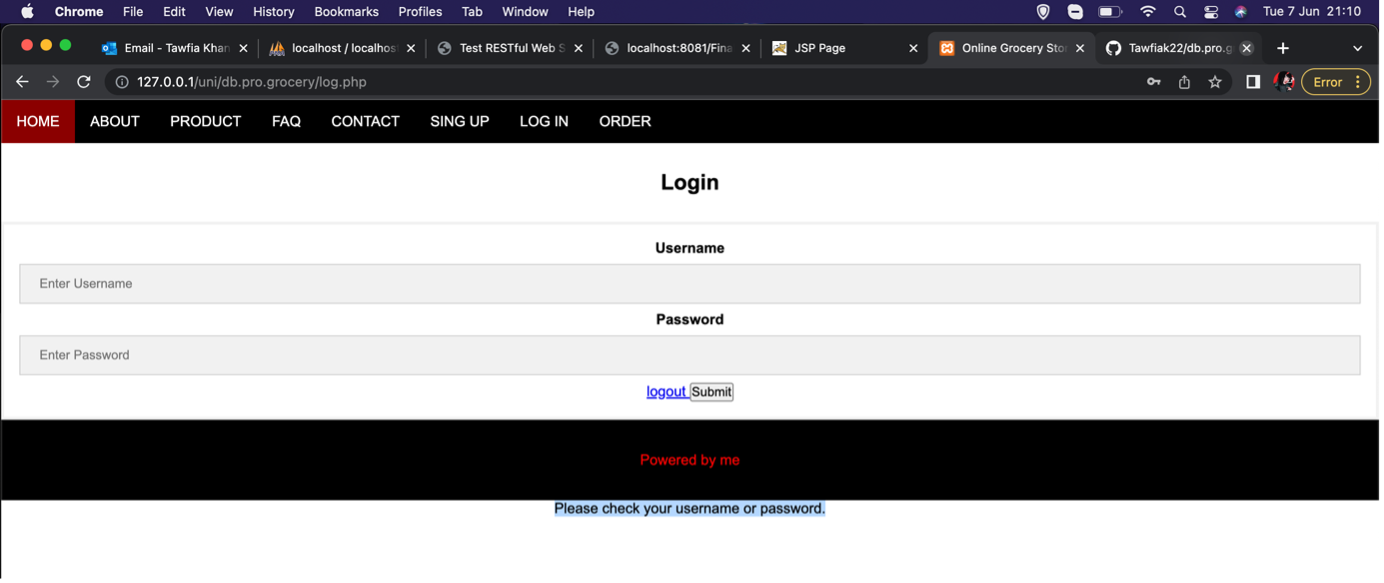 Chrome File Edit View History Bookmarks Profiles Tab Window Help Tue 7 Jun 21:10
Email - Tawfia Khan localhost / localhos Test RESTful Web S localhost:8081/Fina JSP Page Online Grocery Sto Tawfiak22/db.pro.g
127.0.0.1/uni/db.pro.grocery/log.php Error
HOME ABOUT PRODUCT FAQ CONTACT SING UP LOG IN ORDER
Login
Username
Enter Username
Password
Enter Password
logout Submit
Powered by me
Please check your username or password.